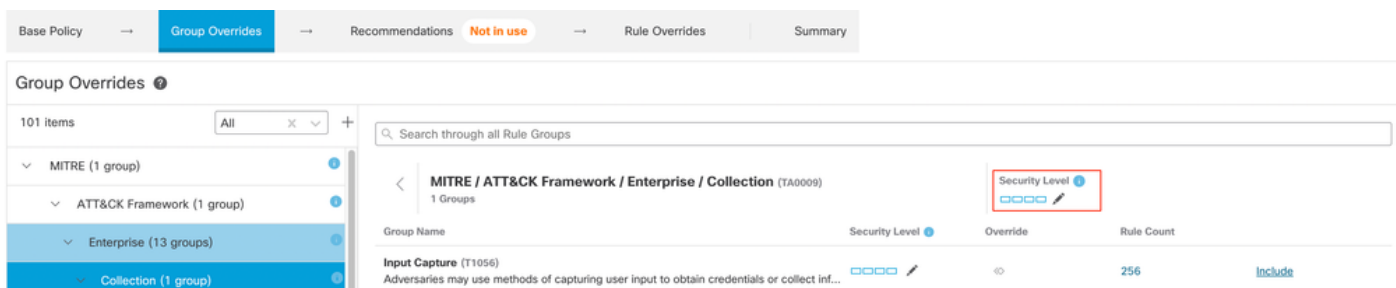 Base Policy → Group Overrides → Recommendations Not in use → Rule Overrides Summary
Group Overrides
101 items All
Search through all Rule Groups
MITRE (1 group)
MITRE / ATT&CK Framework / Enterprise / Collection (TA0009)
Security Level
1 Groups
ATT&CK Framework (1 group)
Group Name Security Level Override Rule Count
Enterprise (13 groups)
Input Capture (T1056)
Adversaries may use methods of capturing user input to obtain credentials or collect inf...
256 Include
Collection (1 group)